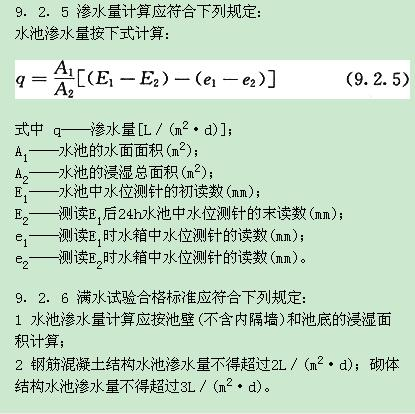 9. 2. 5 渗水量计算应符合下列规定:
水池渗水量按下式计算:
q = A₁/A₂[(E₁−E₂)−(e₁−e₂)]　(9.2.5)
式中 q——渗水量[L／(m²·d)];
A₁——水池的水面面积(m²);
A₂——水池的浸湿总面积(m²);
E₁——水池中水位测针的初读数(mm);
E₂——测读E₁后24h水池中水位测针的末读数(mm);
e₁——测读E₁时水箱中水位测针的读数(mm);
e₂——测读E₂时水箱中水位测针的读数(mm)。
9. 2. 6 满水试验合格标准应符合下列规定:
1 水池渗水量计算应按池壁(不含内隔墙)和池底的浸湿面
积计算;
2 钢筋混凝土结构水池渗水量不得超过2L／(m²·d); 砌体
结构水池渗水量不得超过3L／(m²·d)。